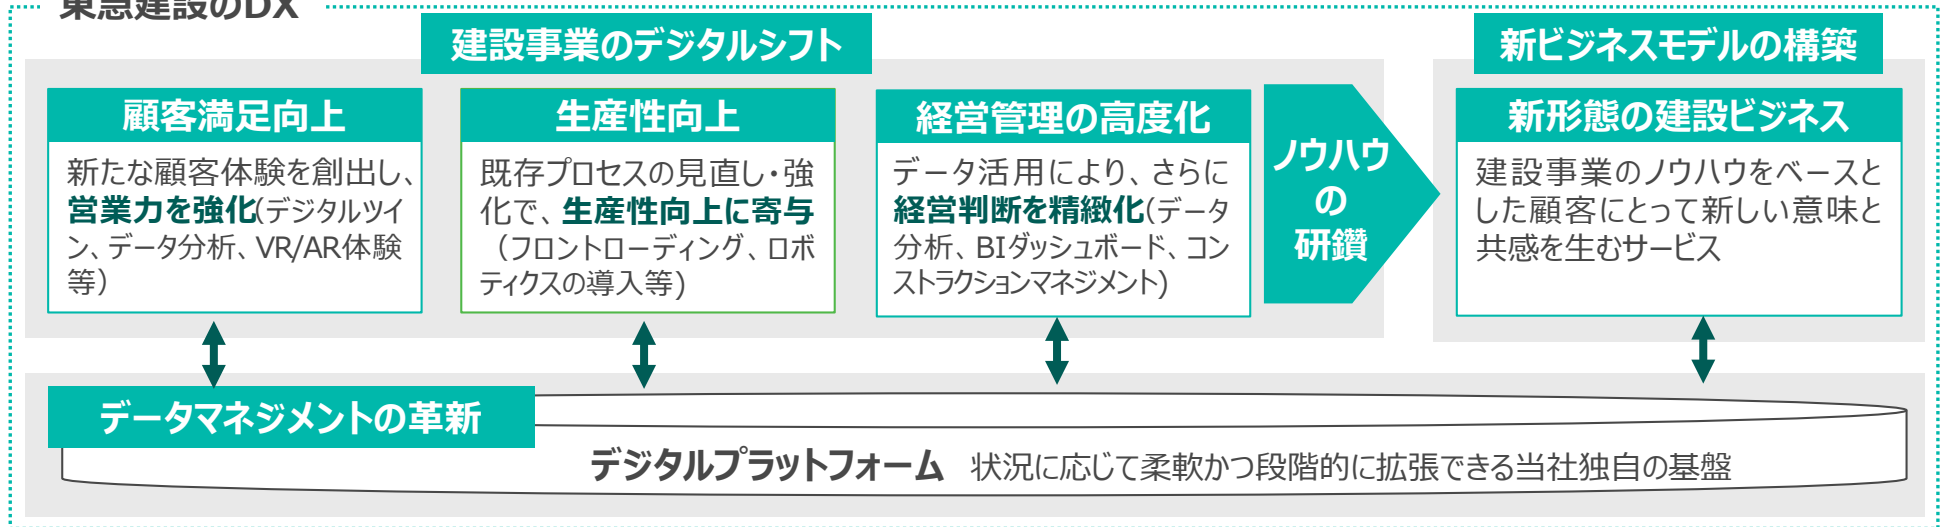 東急建設のDX
建設事業のデジタルシフト
新ビジネスモデルの構築
顧客満足向上
新たな顧客体験を創出し、
営業力を強化(デジタルツイ
ン、データ分析、VR/AR体験
等)
生産性向上
既存プロセスの見直し・強
化で、生産性向上に寄与
（フロントローディング、ロボ
ティクスの導入等)
経営管理の高度化
データ活用により、さらに
経営判断を精緻化(データ
分析、BIダッシュボード、コン
ストラクションマネジメント)
ノウハウ
の
研鑽
新形態の建設ビジネス
建設事業のノウハウをベースと
した顧客にとって新しい意味と
共感を生むサービス
データマネジメントの革新
デジタルプラットフォーム 状況に応じて柔軟かつ段階的に拡張できる当社独自の基盤